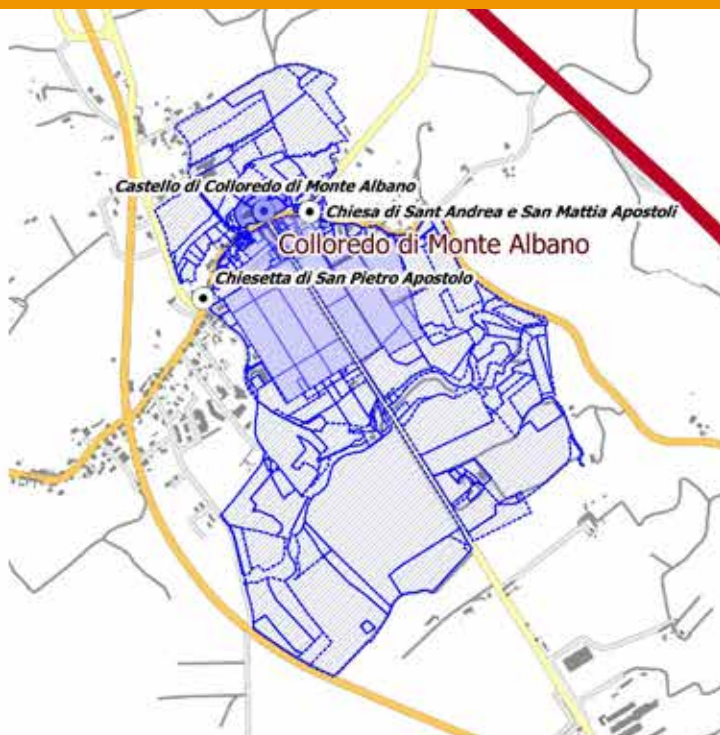 Castello di Colloredo di Monte Albano
Chiesa di Sant Andrea e San Mattia Apostoli
Colloredo di Monte Albano
Chiesetta di San Pietro Apostolo